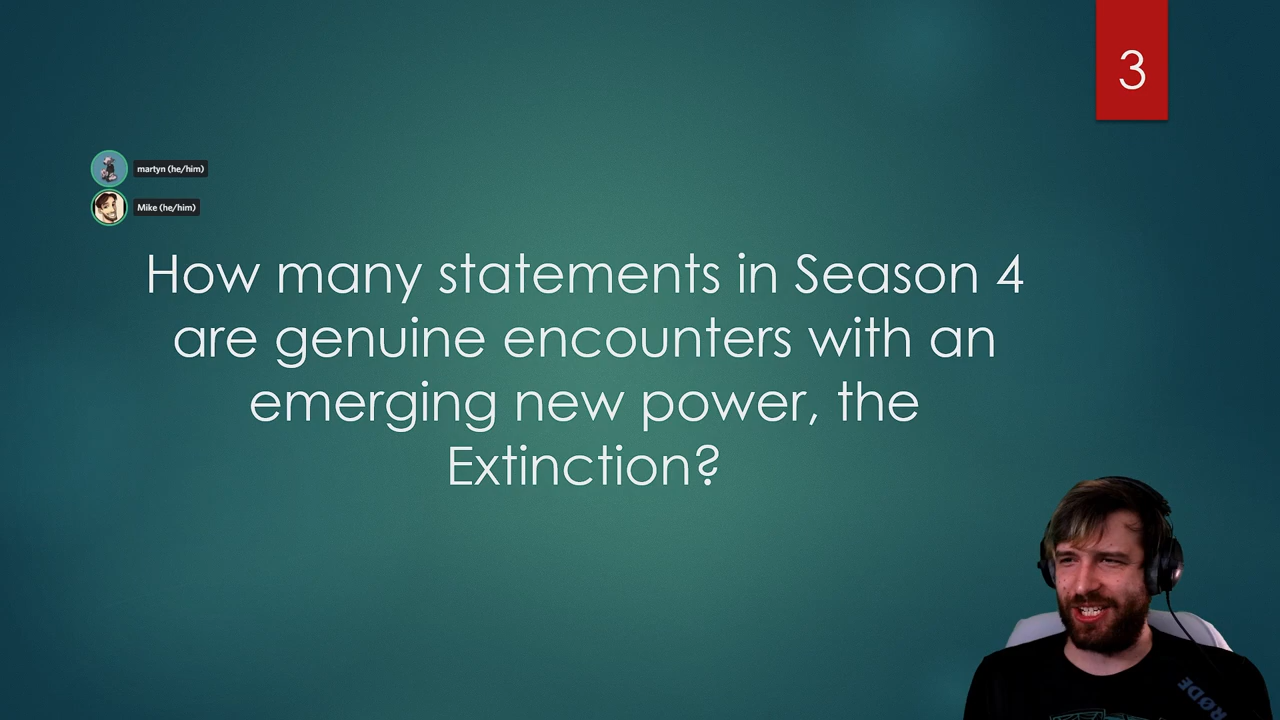 3
martyn (he/him)
Mike (he/him)
How many statements in Season 4
are genuine encounters with an
emerging new power, the
Extinction?
RØDE